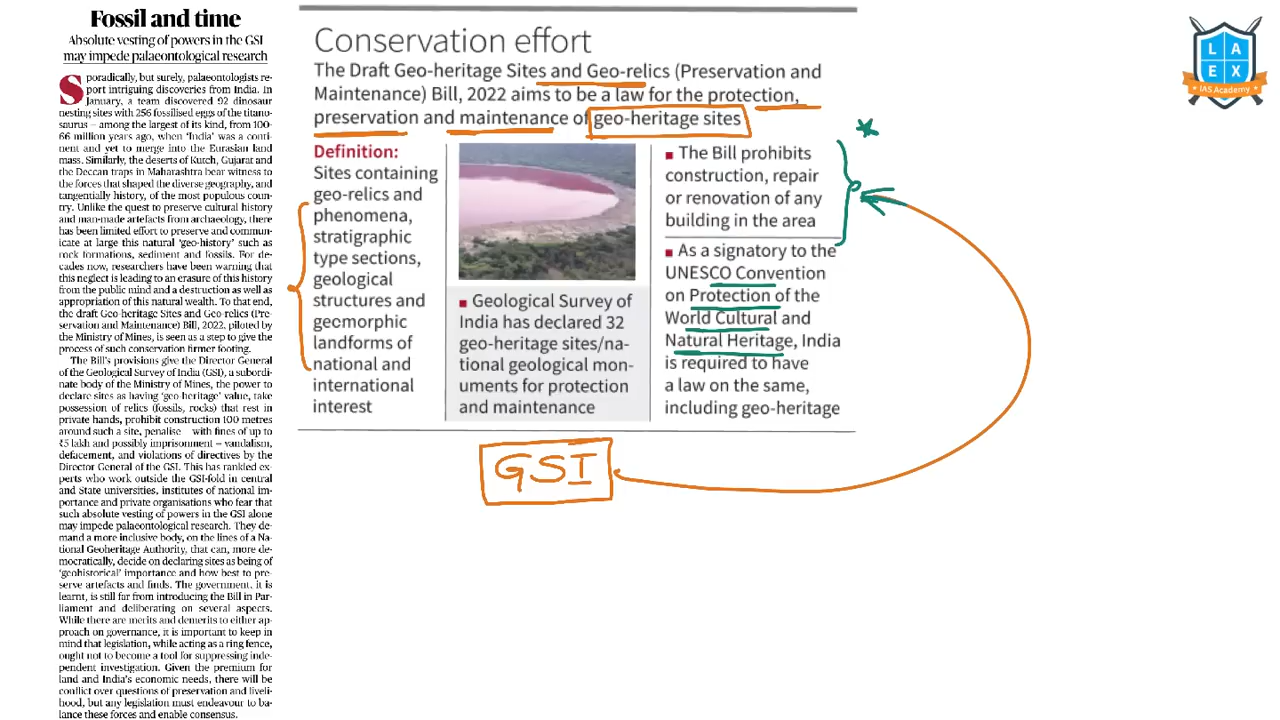 Fossil and time
Absolute vesting of powers in the GSI
may impede palaeontological research
Sporadically, but surely, palaeontologists re-
port intriguing discoveries from India. In
January, a team discovered 92 dinosaur
nesting sites with 256 fossilised eggs of the titano-
saurus — among the largest of its kind, from 100-
66 million years ago, when 'India' was a conti-
nent and yet to merge into the Eurasian land
mass. Similarly, the deserts of Kutch, Gujarat and
the Deccan traps in Maharashtra bear witness to
the forces that shaped the diverse geography, and
tangentially history, of the most populous coun-
try. Unlike the quest to preserve cultural history
and man-made artefacts from archaeology, there
has been limited effort to preserve and commun-
icate at large this natural 'geo-history' such as
rock formations, sediment and fossils. For de-
cades now, researchers have been warning that
this neglect is leading to an erasure of this history
from the public mind and a destruction as well as
appropriation of this natural wealth. To that end,
the draft Geo-heritage Sites and Geo-relics (Pre-
servation and Maintenance) Bill, 2022, piloted by
the Ministry of Mines, is seen as a step to give the
process of such conservation firmer footing.
The Bill's provisions give the Director General
of the Geological Survey of India (GSI), a subordi-
nate body of the Ministry of Mines, the power to
declare sites as having 'geo-heritage' value, take
possession of relics (fossils, rocks) that rest in
private hands, prohibit construction 100 metres
around such a site, penalise — with fines of up to
₹5 lakh and possibly imprisonment — vandalism,
defacement, and violations of directives by the
Director General of the GSI. This has rankled ex-
perts who work outside the GSI-fold in central
and State universities, institutes of national im-
portance and private organisations who fear that
such absolute vesting of powers in the GSI alone
may impede palaeontological research. They de-
mand a more inclusive body, on the lines of a Na-
tional Geoheritage Authority, that can, more de-
mocratically, decide on declaring sites as being of
'geohistorical' importance and how best to pre-
serve artefacts and finds. The government, it is
learnt, is still far from introducing the Bill in Par-
liament and deliberating on several aspects.
While there are merits and demerits to either ap-
proach on governance, it is important to keep in
mind that legislation, while acting as a ring fence,
ought not to become a tool for suppressing inde-
pendent investigation. Given the premium for
land and India's economic needs, there will be
conflict over questions of preservation and liveli-
hood, but any legislation must endeavour to ba-
lance these forces and enable consensus.
Conservation effort
The Draft Geo-heritage Sites and Geo-relics (Preservation and
Maintenance) Bill, 2022 aims to be a law for the protection,
preservation and maintenance of geo-heritage sites
Definition:
Sites containing
geo-relics and
phenomena,
stratigraphic
type sections,
geological
structures and
geomorphic
landforms of
national and
international
interest
■ Geological Survey of
India has declared 32
geo-heritage sites/na-
tional geological mon-
uments for protection
and maintenance
■ The Bill prohibits
construction, repair
or renovation of any
building in the area
■ As a signatory to the
UNESCO Convention
on Protection of the
World Cultural and
Natural Heritage, India
is required to have
a law on the same,
including geo-heritage
GSI
L A
E X
IAS Academy